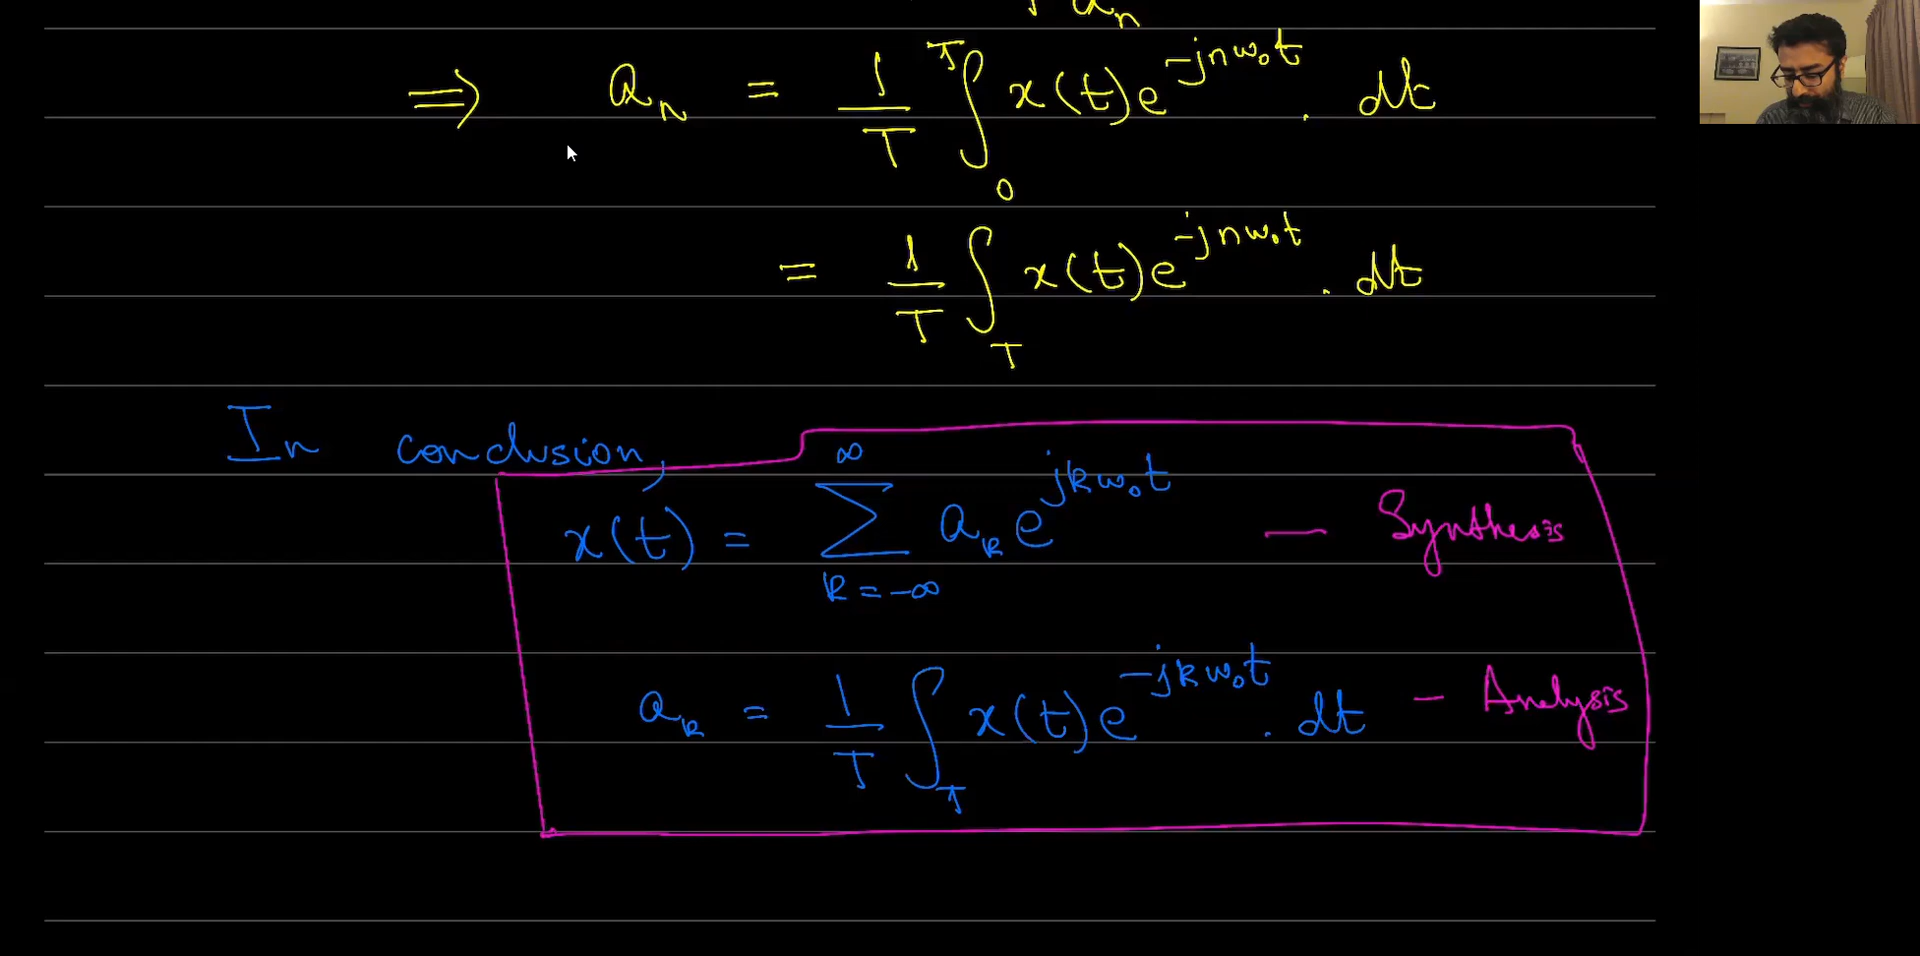 T a_n
⟹ a_n = 1/T ∫_0^T x(t) e^{-jnω₀t} . dt
= 1/T ∫_T x(t) e^{-jnω₀t} . dt
In conclusion,
x(t) = ∑_{k=-∞}^{∞} a_k e^{jkω₀t} — Synthesis
a_k = 1/T ∫_T x(t) e^{-jkω₀t} . dt - Analysis